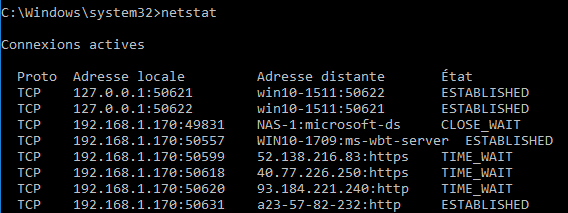 C:\Windows\system32>netstat
Connexions actives
Proto Adresse locale Adresse distante État
TCP 127.0.0.1:50621 win10-1511:50622 ESTABLISHED
TCP 127.0.0.1:50622 win10-1511:50621 ESTABLISHED
TCP 192.168.1.170:49831 NAS-1:microsoft-ds CLOSE_WAIT
TCP 192.168.1.170:50557 WIN10-1709:ms-wbt-server ESTABLISHED
TCP 192.168.1.170:50599 52.138.216.83:https TIME_WAIT
TCP 192.168.1.170:50618 40.77.226.250:https TIME_WAIT
TCP 192.168.1.170:50620 93.184.221.240:http TIME_WAIT
TCP 192.168.1.170:50631 a23-57-82-232:http ESTABLISHED